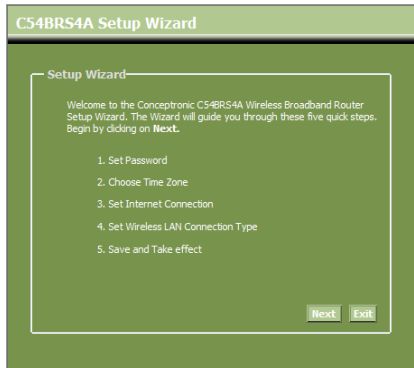 C54BRS4A Setup Wizard
Setup Wizard
Welcome to the Conceptronic C54BRS4A Wireless Broadband Router
Setup Wizard. The Wizard will guide you through these five quick steps.
Begin by clicking on Next.
1. Set Password
2. Choose Time Zone
3. Set Internet Connection
4. Set Wireless LAN Connection Type
5. Save and Take effect
Next Exit